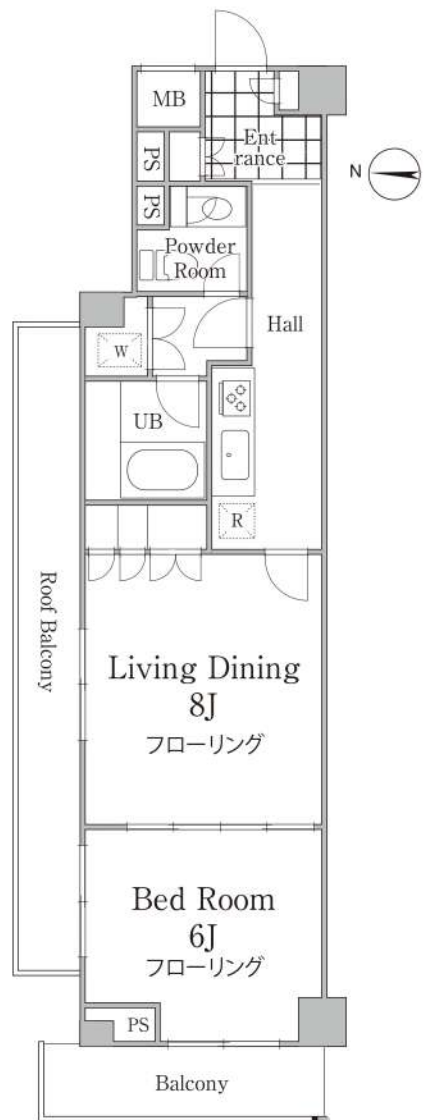 MB
Ent
rance
PS
N
PS
Powder
Room
Hall
W
UB
R
Roof Balcony
Living Dining
8J
フローリング
Bed Room
6J
フローリング
PS
Balcony